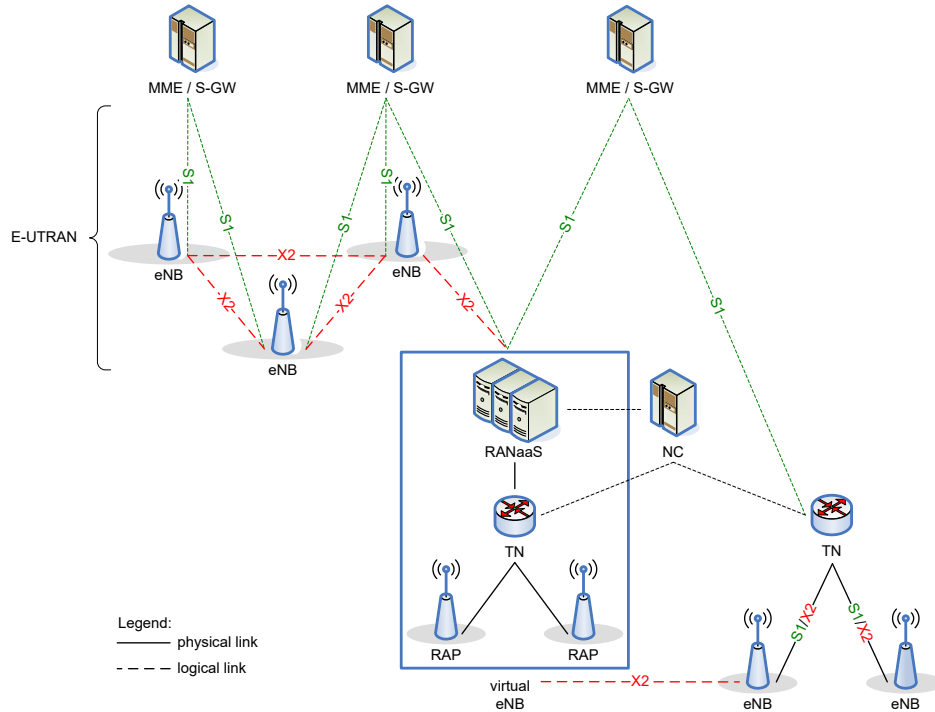 MME / S-GW
MME / S-GW
MME / S-GW
E-UTRAN
S1
S1
S1
S1
S1
S1
S1
eNB
X2
eNB
X2
X2
X2
eNB
RANaaS
NC
TN
TN
RAP
RAP
S1/X2
S1/X2
Legend:
physical link
logical link
virtual
eNB
X2
eNB
eNB